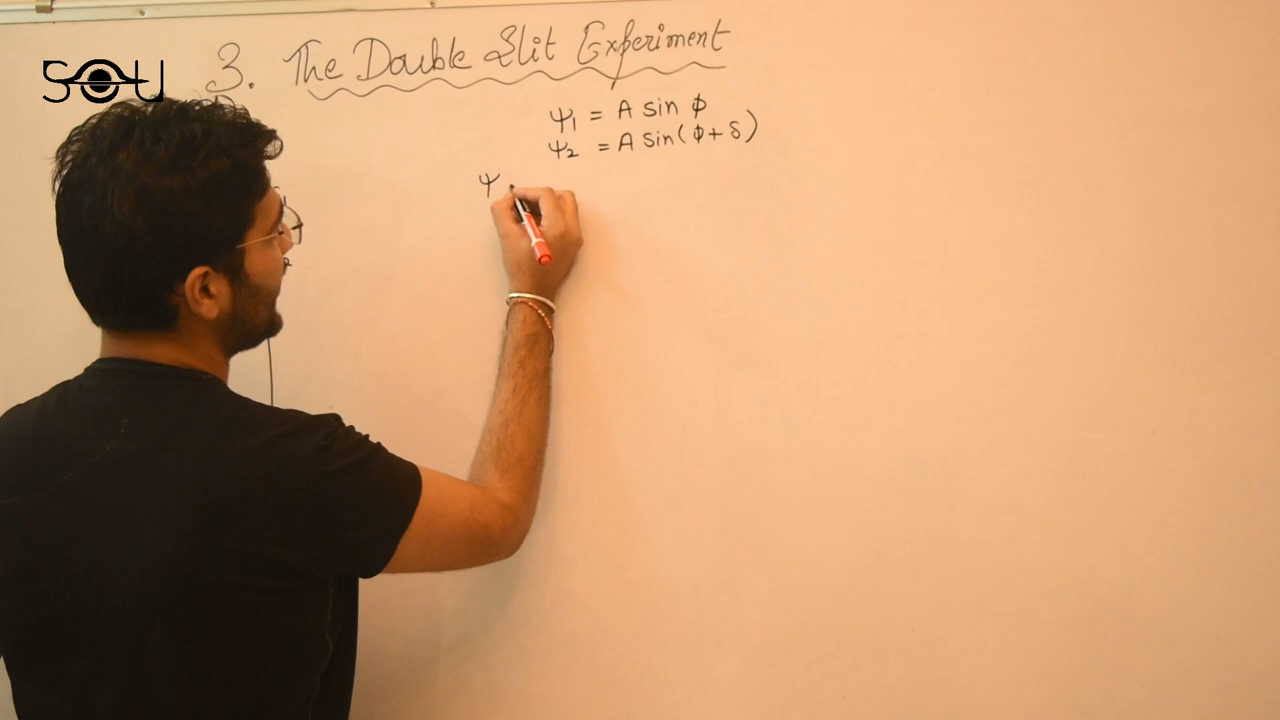 SOU
3. The Double Slit Experiment
ψ₁ = A sin φ
ψ₂ = A sin(φ + δ)
ψ